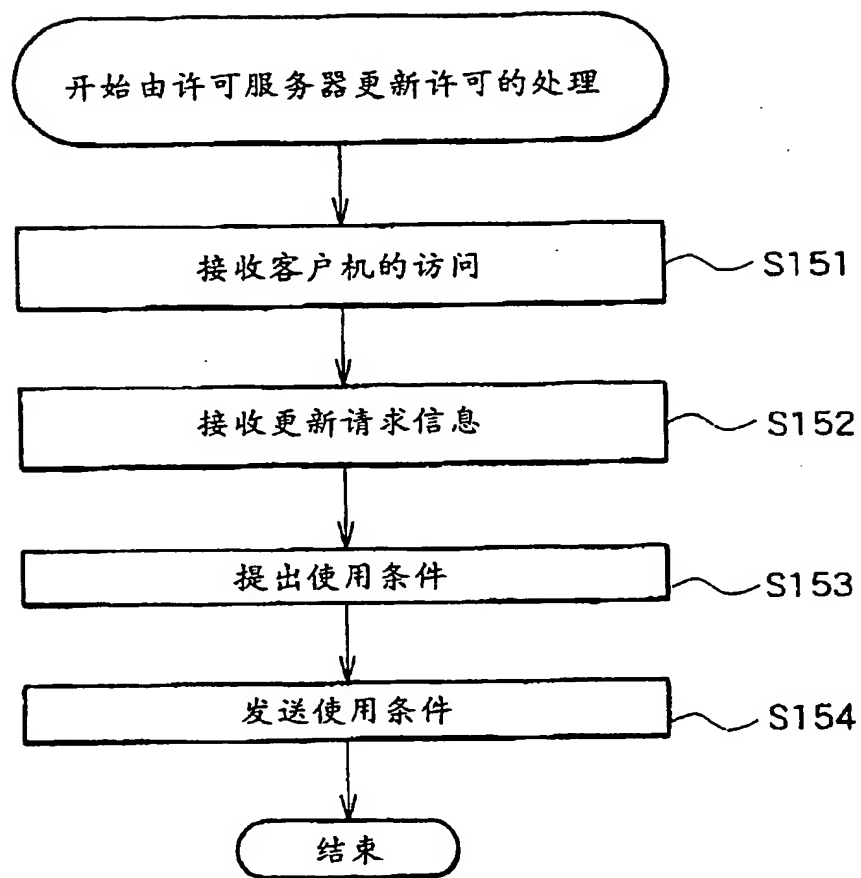 开始由许可服务器更新许可的处理
接收客户机的访问
S151
接收更新请求信息
S152
提出使用条件
S153
发送使用条件
S154
结束